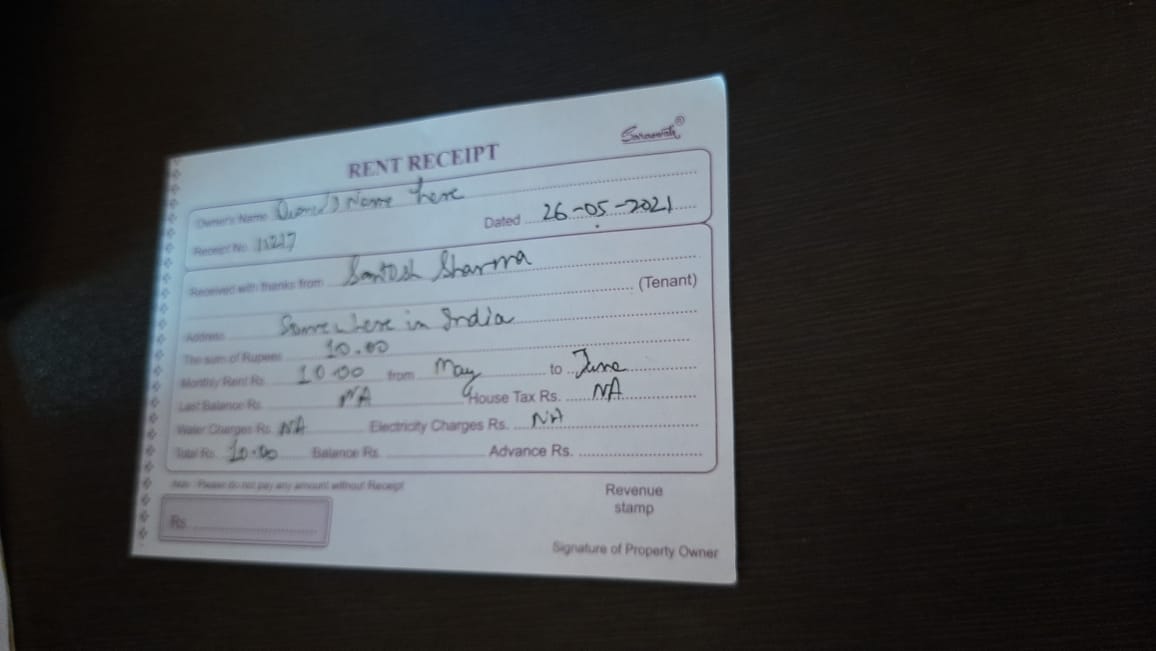 Saraswati®
RENT RECEIPT
Owner's Name Owner's Name here
Receipt No. Dated 26-05-2021
Received with thanks from Santosh Sharma
(Tenant)
Address Somewhere in India
The sum of Rupees 10.00
Monthly Rent Rs. 10.00 from May to June
Last Balance Rs. NA House Tax Rs. NA
Water Charges Rs. NA Electricity Charges Rs. NA
Total Rs. 10.00 Balance Rs. Advance Rs.
Note : Please do not pay any amount without Receipt
Revenue
stamp
Rs.
Signature of Property Owner